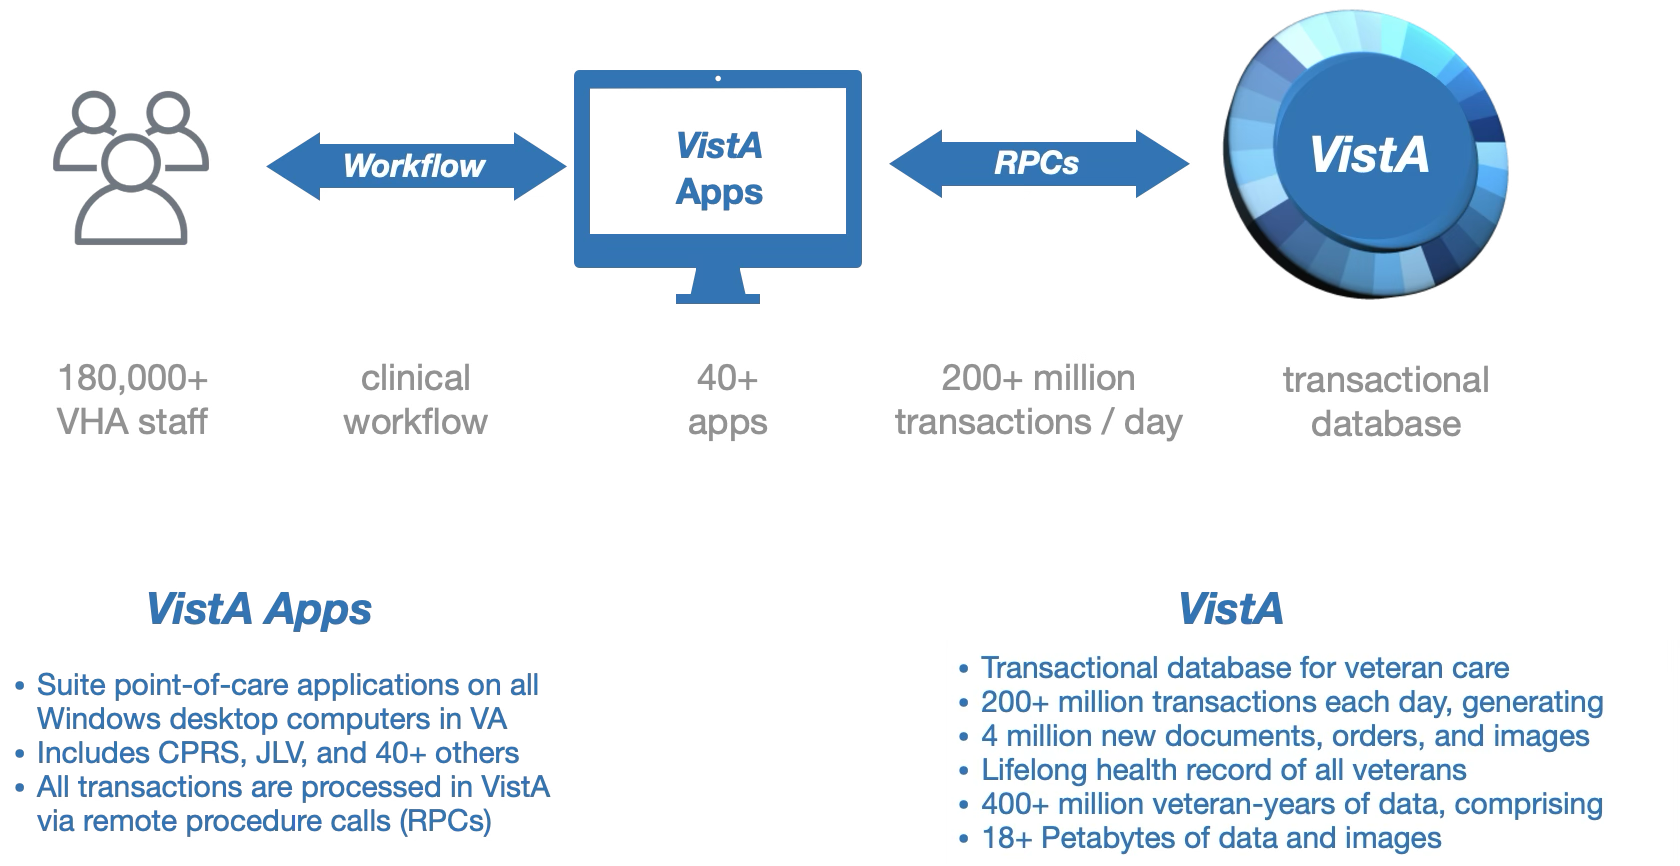 Workflow
VistA
Apps
RPCs
VistA
180,000+
VHA staff
clinical
workflow
40+
apps
200+ million
transactions / day
transactional
database
VistA Apps
• Suite point-of-care applications on all
Windows desktop computers in VA
• Includes CPRS, JLV, and 40+ others
• All transactions are processed in VistA
via remote procedure calls (RPCs)
VistA
• Transactional database for veteran care
• 200+ million transactions each day, generating
• 4 million new documents, orders, and images
• Lifelong health record of all veterans
• 400+ million veteran-years of data, comprising
• 18+ Petabytes of data and images